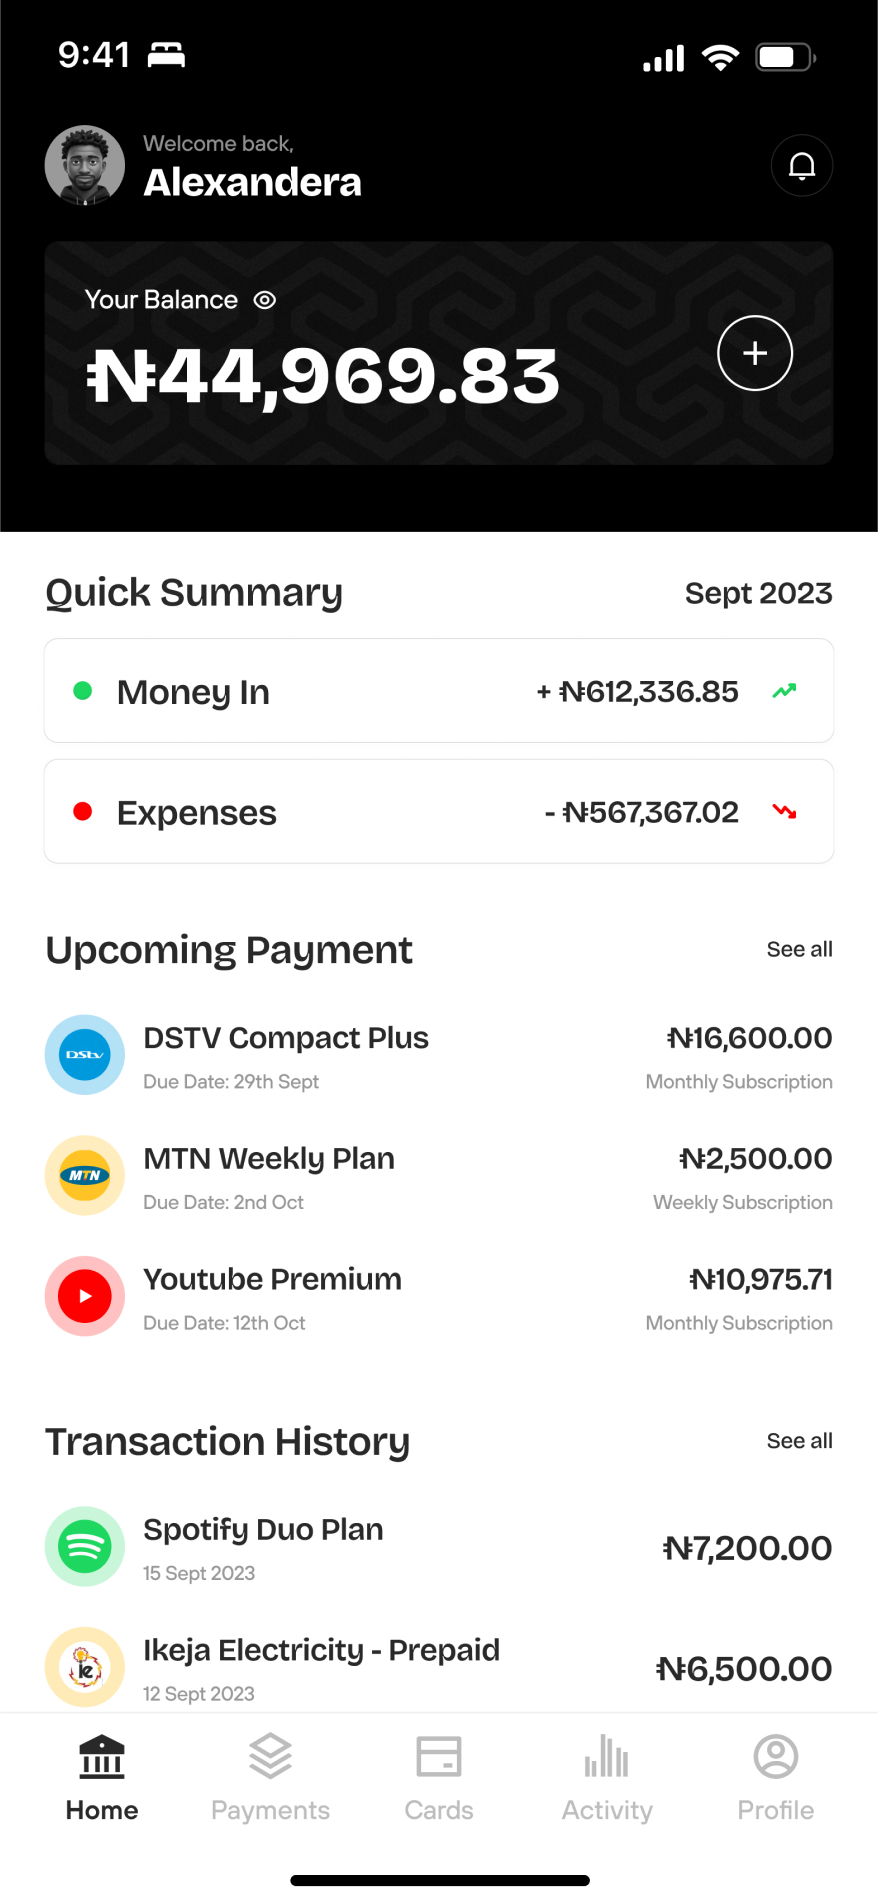 9:41
Welcome back,
Alexandera
Your Balance
₦44,969.83
Quick Summary
Sept 2023
Money In
+ ₦612,336.85
Expenses
- ₦567,367.02
Upcoming Payment
See all
DStv
DSTV Compact Plus
₦16,600.00
Due Date: 29th Sept
Monthly Subscription
MTN
MTN Weekly Plan
₦2,500.00
Due Date: 2nd Oct
Weekly Subscription
Youtube Premium
₦10,975.71
Due Date: 12th Oct
Monthly Subscription
Transaction History
See all
Spotify Duo Plan
₦7,200.00
15 Sept 2023
ie
Ikeja Electricity - Prepaid
₦6,500.00
12 Sept 2023
Home
Payments
Cards
Activity
Profile